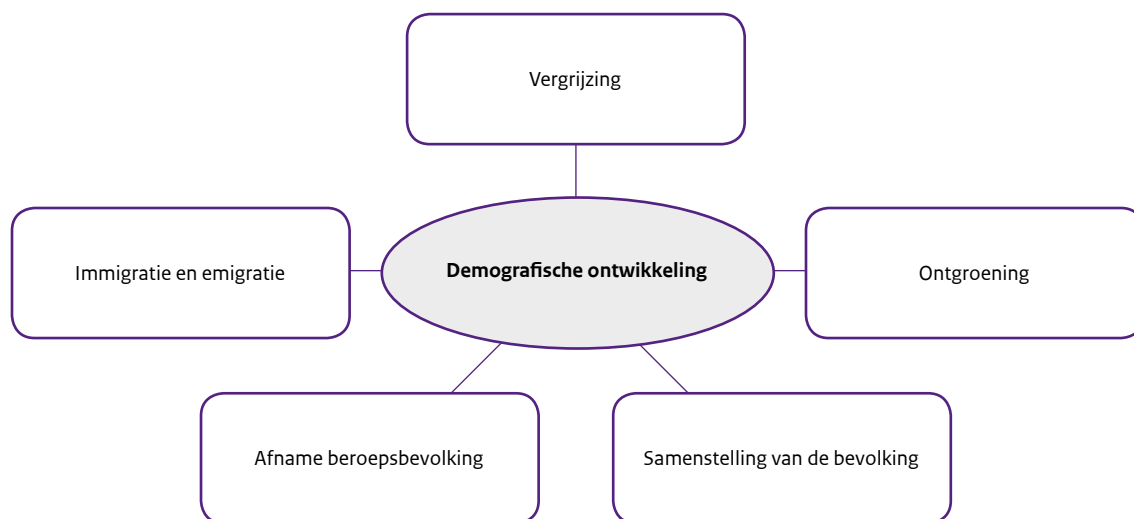 Vergrijzing
Immigratie en emigratie
Demografische ontwikkeling
Ontgroening
Afname beroepsbevolking
Samenstelling van de bevolking